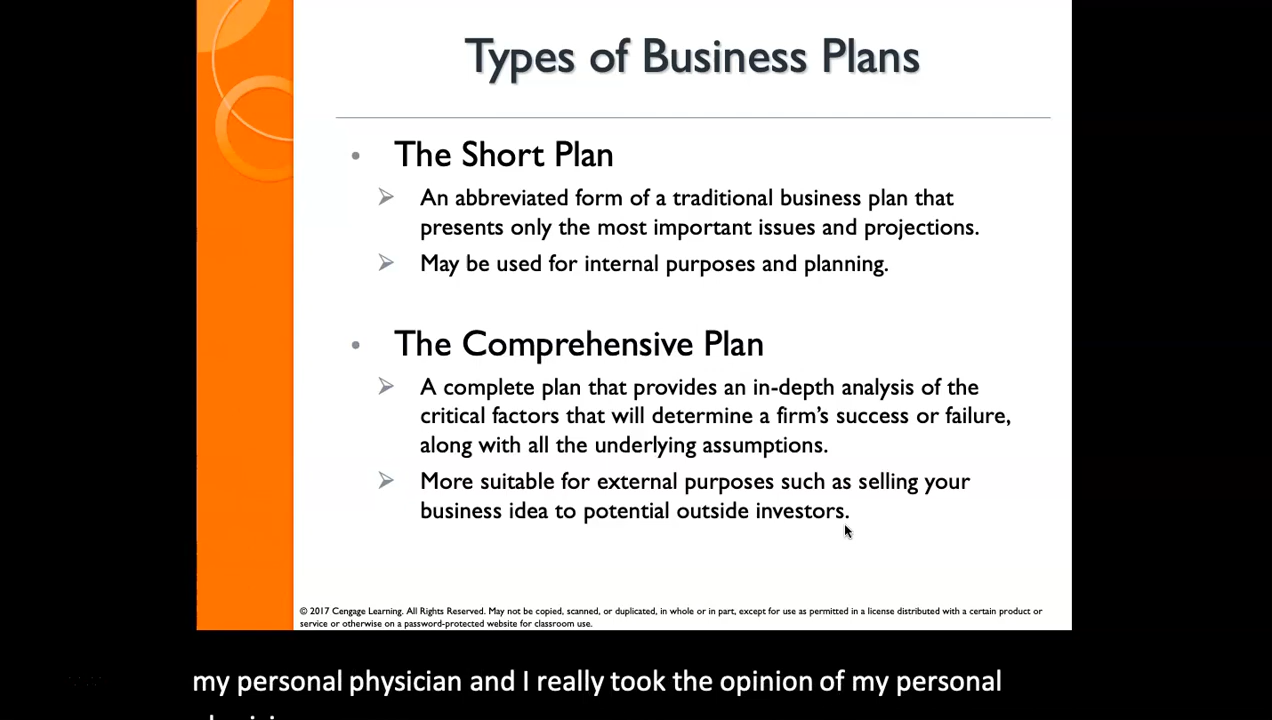 Types of Business Plans
• The Short Plan
➢ An abbreviated form of a traditional business plan that
presents only the most important issues and projections.
➢ May be used for internal purposes and planning.
• The Comprehensive Plan
➢ A complete plan that provides an in-depth analysis of the
critical factors that will determine a firm’s success or failure,
along with all the underlying assumptions.
➢ More suitable for external purposes such as selling your
business idea to potential outside investors.
© 2017 Cengage Learning. All Rights Reserved. May not be copied, scanned, or duplicated, in whole or in part, except for use as permitted in a license distributed with a certain product or
service or otherwise on a password-protected website for classroom use.
my personal physician and I really took the opinion of my personal